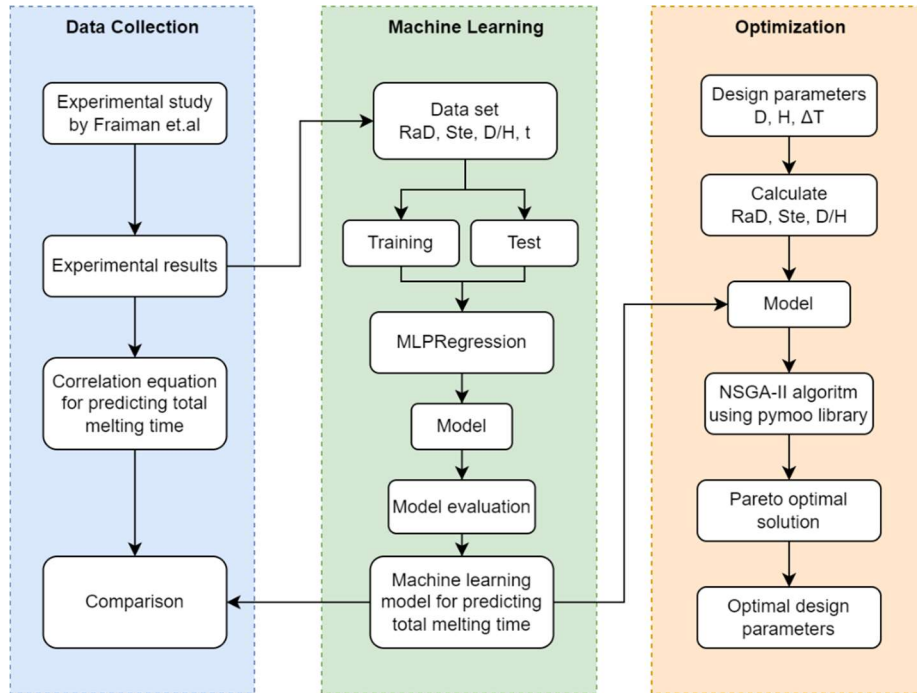 Data Collection
Experimental study
by Fraiman et.al
Experimental results
Correlation equation
for predicting total
melting time
Comparison
Machine Learning
Data set
RaD, Ste, D/H, t
Training
Test
MLPRegression
Model
Model evaluation
Machine learning
model for predicting
total melting time
Optimization
Design parameters
D, H, ΔT
Calculate
RaD, Ste, D/H
Model
NSGA-II algoritm
using pymoo library
Pareto optimal
solution
Optimal design
parameters